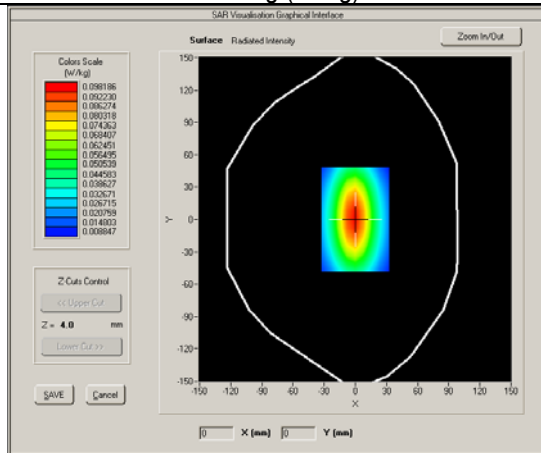 SAR Visualisation Graphical Interface
Surface Radiated Intensity
Zoom In/Out
Colors Scale
(W/kg)
0.098186
0.092230
0.086274
0.080318
0.074363
0.068407
0.062451
0.056495
0.050539
0.044583
0.038627
0.032671
0.026715
0.020759
0.014803
0.008847
Z-Cuts Control
<< Upper Cut
Z = 4.0 mm
Lower Cut >>
SAVE
Cancel
150
120
90
60
30
0
-30
-60
-90
-120
-150
Y
-150 -120 -90 -60 -30 0 30 60 90 120 150
X
0 X (mm) 0 Y (mm)